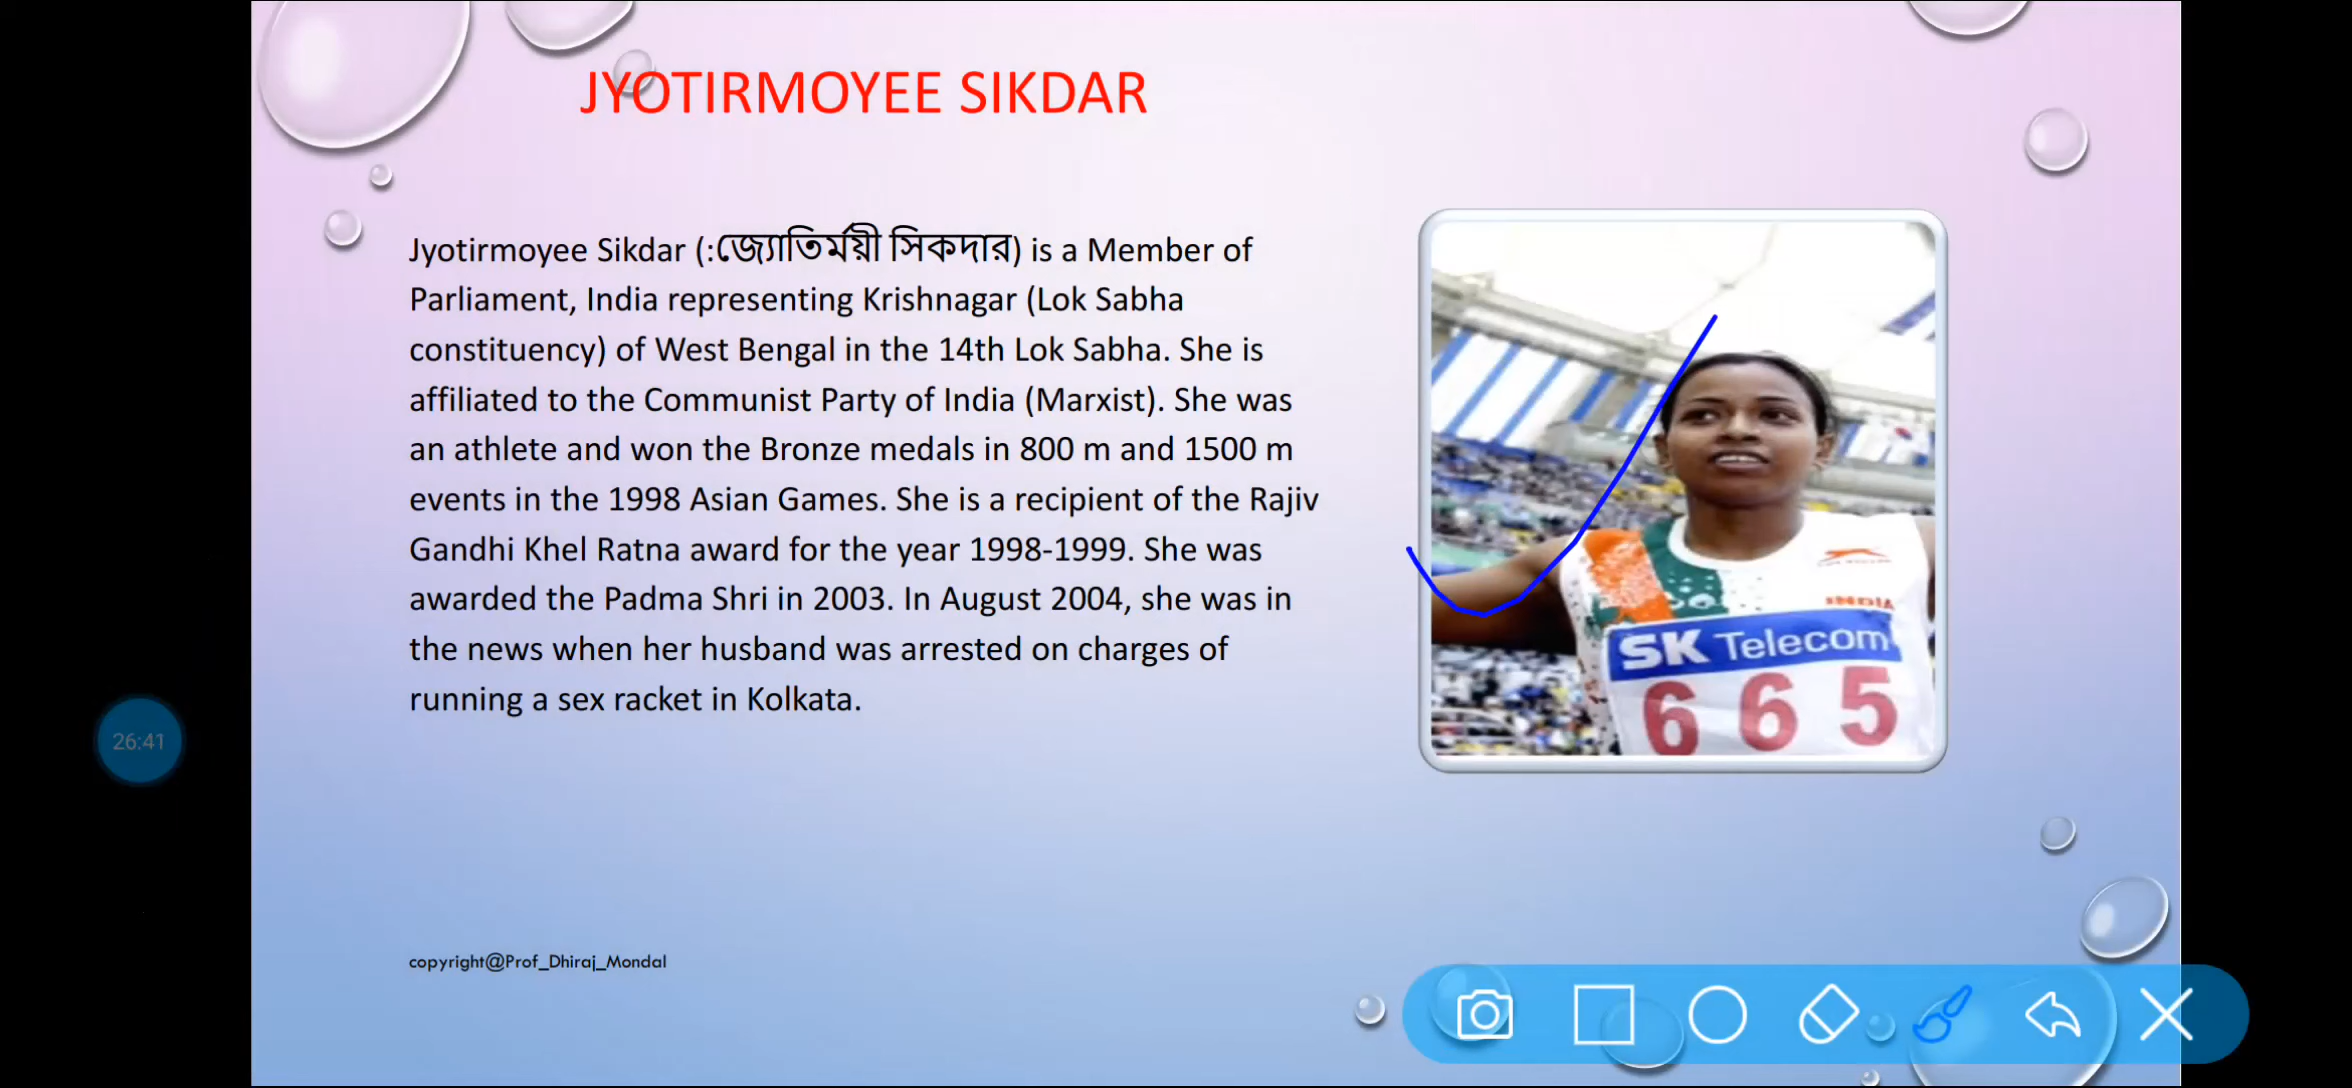 JYOTIRMOYEE SIKDAR
Jyotirmoyee Sikdar (:জ্যোতির্ময়ী সিকদার) is a Member of
Parliament, India representing Krishnagar (Lok Sabha
constituency) of West Bengal in the 14th Lok Sabha. She is
affiliated to the Communist Party of India (Marxist). She was
an athlete and won the Bronze medals in 800 m and 1500 m
events in the 1998 Asian Games. She is a recipient of the Rajiv
Gandhi Khel Ratna award for the year 1998-1999. She was
awarded the Padma Shri in 2003. In August 2004, she was in
the news when her husband was arrested on charges of
running a sex racket in Kolkata.
INDIA
SK Telecom
665
26:41
copyright@Prof_Dhiraj_Mondal